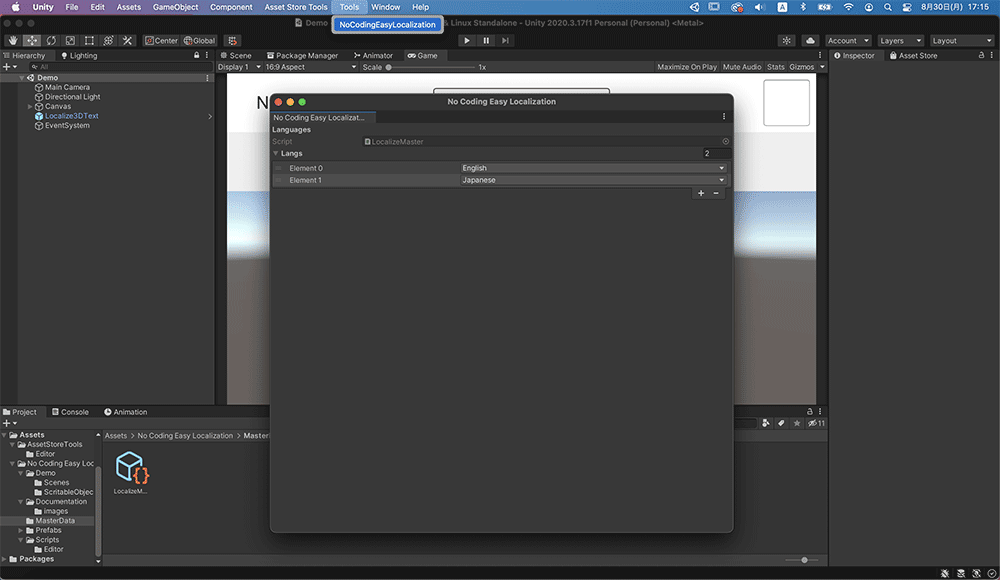 Unity File Edit Assets GameObject Component Asset Store Tools Tools Window Help A 8月30日(月) 17:15
NoCodingEasyLocalization
Demo
& Linux Standalone - Unity 2020.3.17f1 Personal (Personal) <Metal>
Center Global Account Layers Layout
Hierarchy Lighting Scene Package Manager Animator Game Inspector Asset Store
All
Display 1 16:9 Aspect Scale 1x Maximize On Play Mute Audio Stats Gizmos
Demo
Main Camera
Directional Light
Canvas
Localize3DText
EventSystem
N
No Coding Easy Localization
No Coding Easy Localizat...
Languages
Script LocalizeMaster
Langs 2
Element 0 English
Element 1 Japanese
+ -
Project Console Animation
11
Assets
AssetStoreTools
Editor
No Coding Easy Loc
Demo
Scenes
ScritableObjec
Documentation
images
MasterData
Prefabs
Scripts
Editor
Packages
Assets > No Coding Easy Localization > Master
LocalizeM...